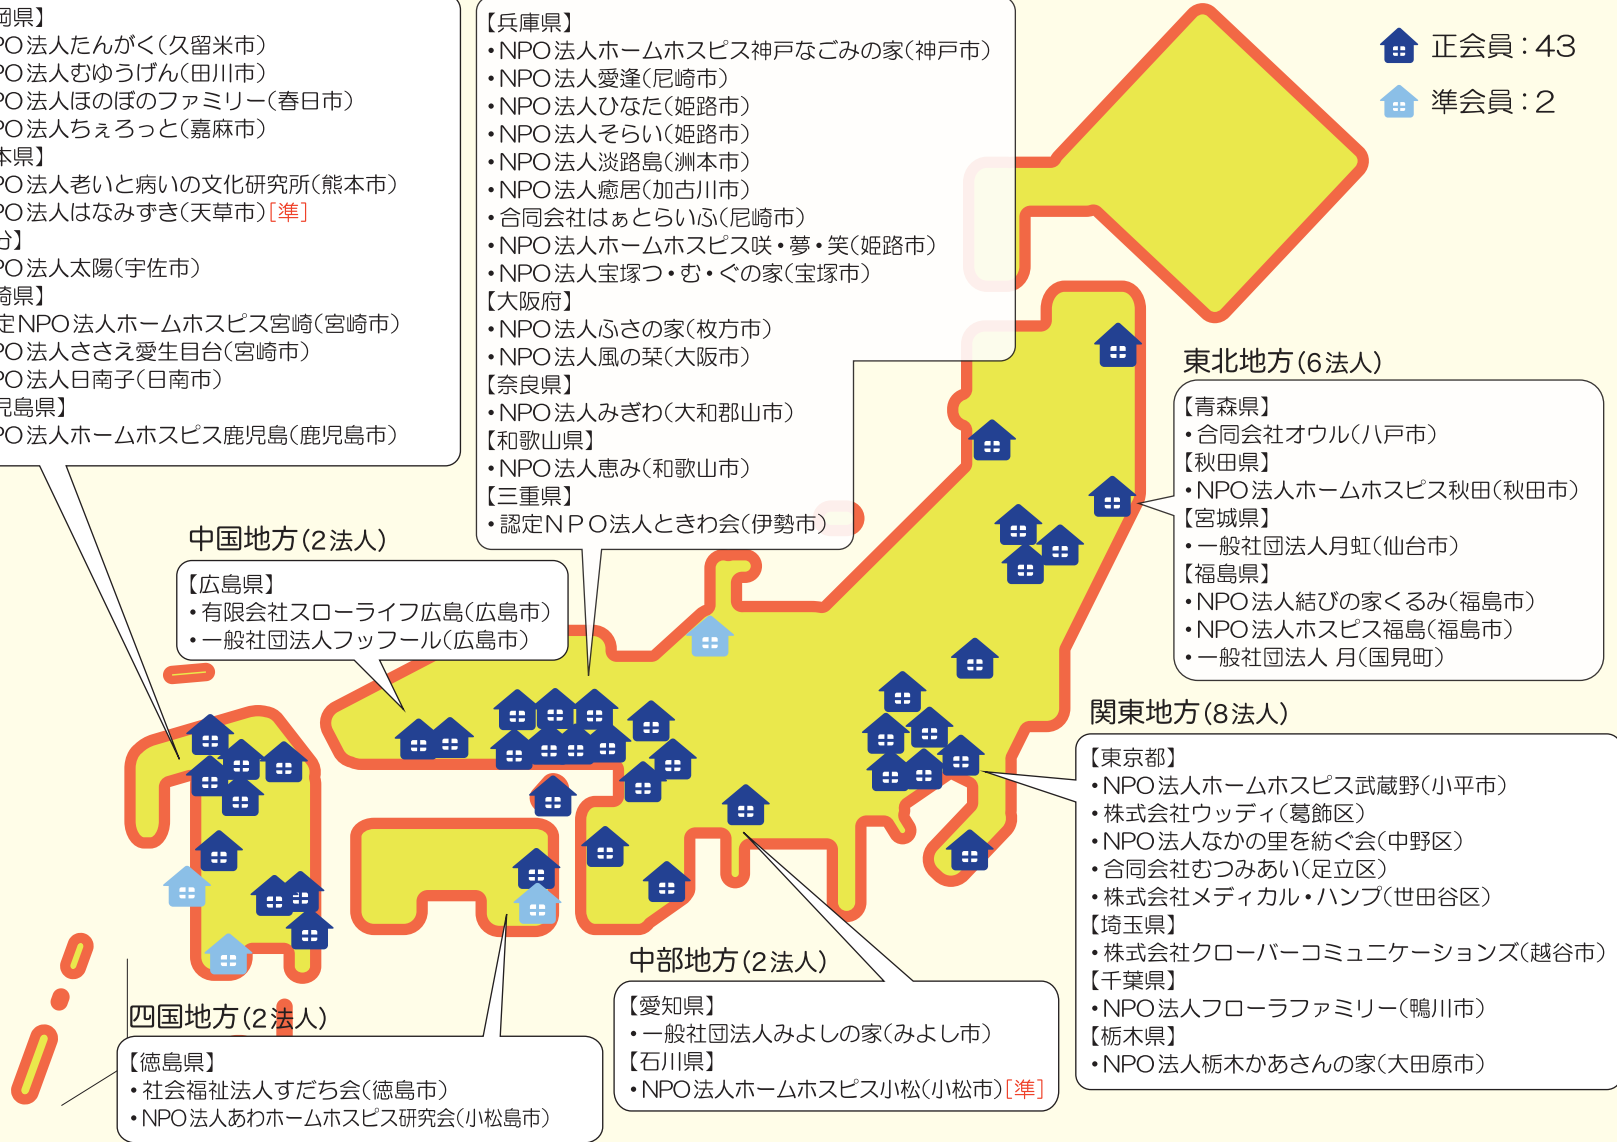 岡県】
PO法人たんがく(久留米市)
PO法人むゆうげん(田川市)
PO法人ほのぼのファミリー(春日市)
PO法人ちぇろっと(嘉麻市)
本県】
PO法人老いと病いの文化研究所(熊本市)
PO法人はなみずき(天草市)[準]
分】
PO法人太陽(宇佐市)
崎県】
定NPO法人ホームホスピス宮崎(宮崎市)
PO法人ささえ愛生目台(宮崎市)
PO法人日南子(日南市)
児島県】
PO法人ホームホスピス鹿児島(鹿児島市)
【兵庫県】
・NPO法人ホームホスピス神戸なごみの家(神戸市)
・NPO法人愛逢(尼崎市)
・NPO法人ひなた(姫路市)
・NPO法人そらい(姫路市)
・NPO法人淡路島(洲本市)
・NPO法人癒居(加古川市)
・合同会社はぁとらいふ(尼崎市)
・NPO法人ホームホスピス咲・夢・笑(姫路市)
・NPO法人宝塚つ・む・ぐの家(宝塚市)
【大阪府】
・NPO法人ふさの家(枚方市)
・NPO法人風の栞(大阪市)
【奈良県】
・NPO法人みぎわ(大和郡山市)
【和歌山県】
・NPO法人恵み(和歌山市)
【三重県】
・認定NPO法人ときわ会(伊勢市)
正会員：43
準会員：2
東北地方(6法人)
【青森県】
・合同会社オウル(八戸市)
【秋田県】
・NPO法人ホームホスピス秋田(秋田市)
【宮城県】
・一般社団法人月虹(仙台市)
【福島県】
・NPO法人結びの家くるみ(福島市)
・NPO法人ホスピス福島(福島市)
・一般社団法人 月(国見町)
中国地方(2法人)
【広島県】
・有限会社スローライフ広島(広島市)
・一般社団法人フッフール(広島市)
関東地方(8法人)
【東京都】
・NPO法人ホームホスピス武蔵野(小平市)
・株式会社ウッディ(葛飾区)
・NPO法人なかの里を紡ぐ会(中野区)
・合同会社むつみあい(足立区)
・株式会社メディカル・ハンプ(世田谷区)
【埼玉県】
・株式会社クローバーコミュニケーションズ(越谷市)
【千葉県】
・NPO法人フローラファミリー(鴨川市)
【栃木県】
・NPO法人栃木かあさんの家(大田原市)
中部地方(2法人)
【愛知県】
・一般社団法人みよしの家(みよし市)
【石川県】
・NPO法人ホームホスピス小松(小松市)[準]
四国地方(2法人)
【徳島県】
・社会福祉法人すだち会(徳島市)
・NPO法人あわホームホスピス研究会(小松島市)